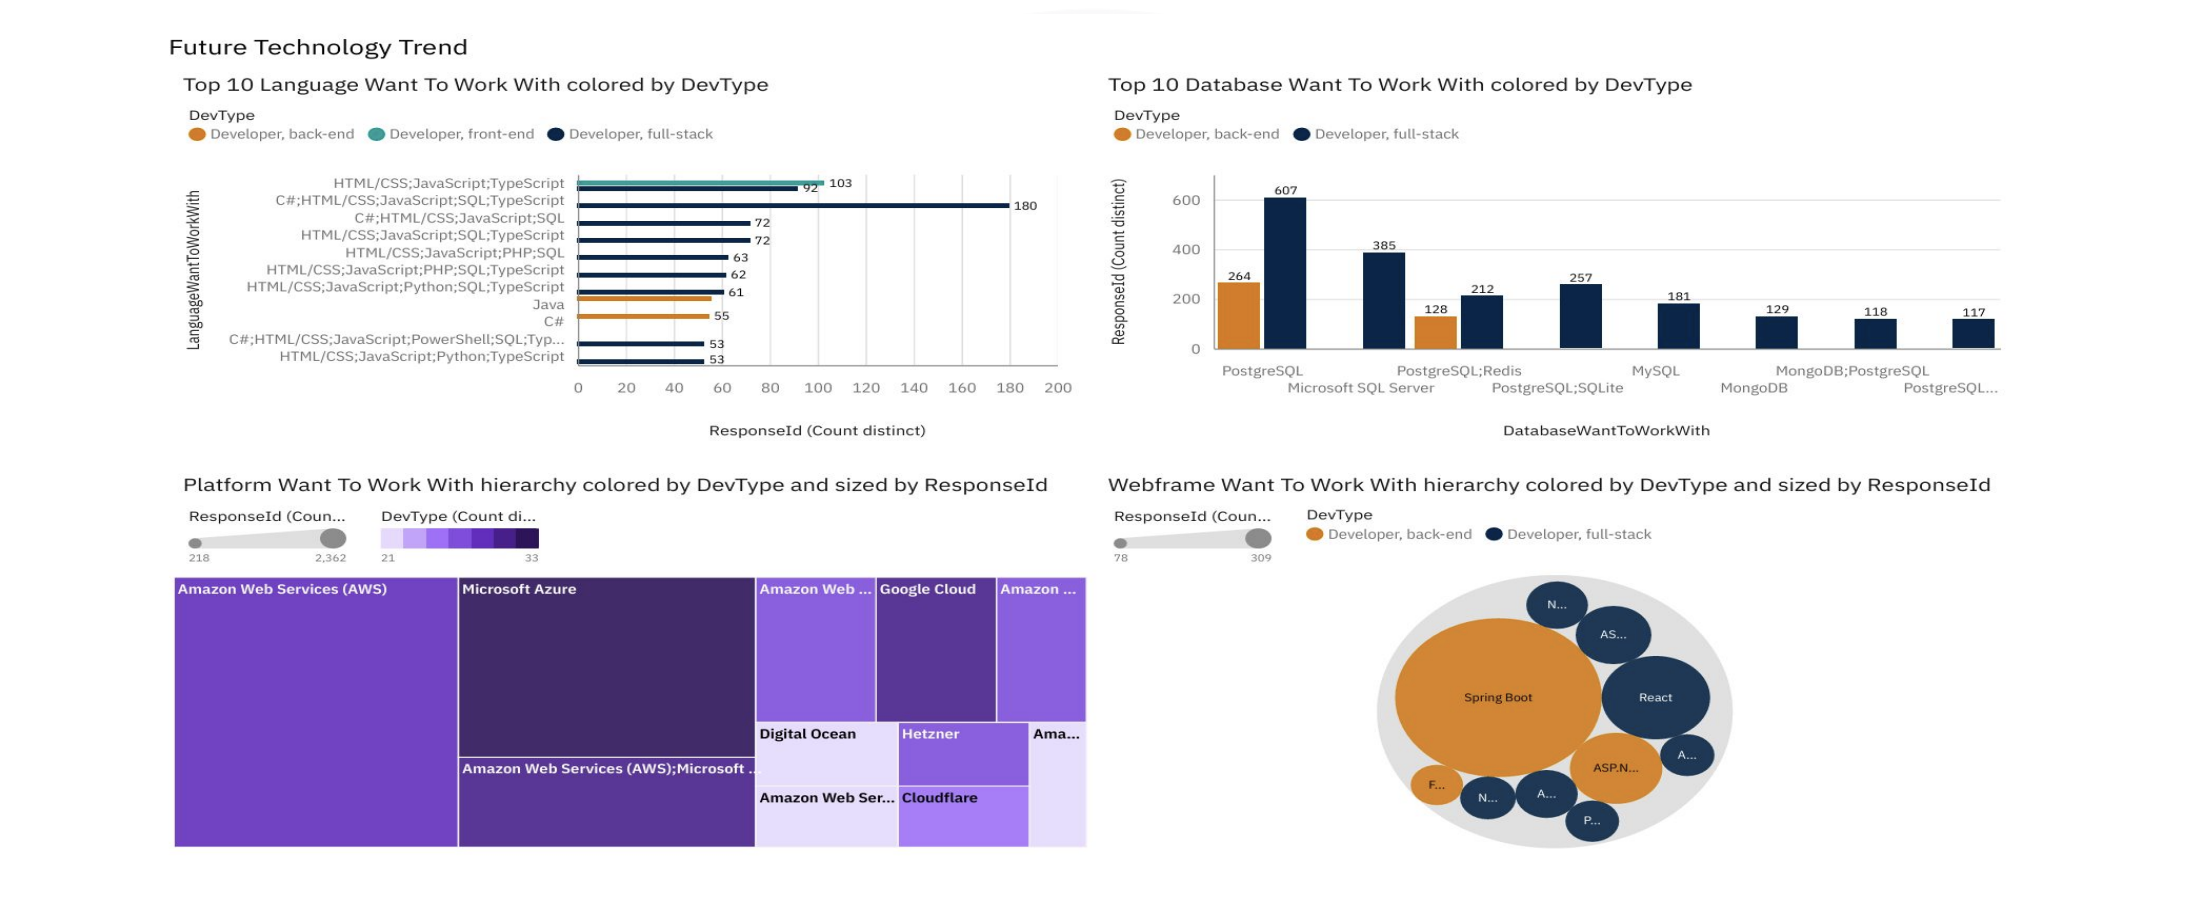 Future Technology Trend
Top 10 Language Want To Work With colored by DevType
DevType
Developer, back-end Developer, front-end Developer, full-stack
LanguageWantToWorkWith
HTML/CSS;JavaScript;TypeScript 103
92
C#;HTML/CSS;JavaScript;SQL;TypeScript 180
C#;HTML/CSS;JavaScript;SQL 72
HTML/CSS;JavaScript;SQL;TypeScript 72
HTML/CSS;JavaScript;PHP;SQL 63
HTML/CSS;JavaScript;PHP;SQL;TypeScript 62
HTML/CSS;JavaScript;Python;SQL;TypeScript 61
Java
C# 55
C#;HTML/CSS;JavaScript;PowerShell;SQL;Typ... 53
HTML/CSS;JavaScript;Python;TypeScript 53
0 20 40 60 80 100 120 140 160 180 200
ResponseId (Count distinct)
Top 10 Database Want To Work With colored by DevType
DevType
Developer, back-end Developer, full-stack
ResponseId (Count distinct)
600
400
200
0
264 607 385 128 212 257 181 129 118 117
PostgreSQL PostgreSQL;Redis MySQL MongoDB;PostgreSQL
Microsoft SQL Server PostgreSQL;SQLite MongoDB PostgreSQL...
DatabaseWantToWorkWith
Platform Want To Work With hierarchy colored by DevType and sized by ResponseId
ResponseId (Coun... DevType (Count di...
218 2,362 21 33
Amazon Web Services (AWS) Microsoft Azure Amazon Web ... Google Cloud Amazon ...
Digital Ocean Hetzner Ama...
Amazon Web Services (AWS);Microsoft ...
Amazon Web Ser... Cloudflare
Webframe Want To Work With hierarchy colored by DevType and sized by ResponseId
ResponseId (Coun... DevType
Developer, back-end Developer, full-stack
78 309
N...
AS...
Spring Boot React
A...
ASP.N...
F...
N... A...
P...